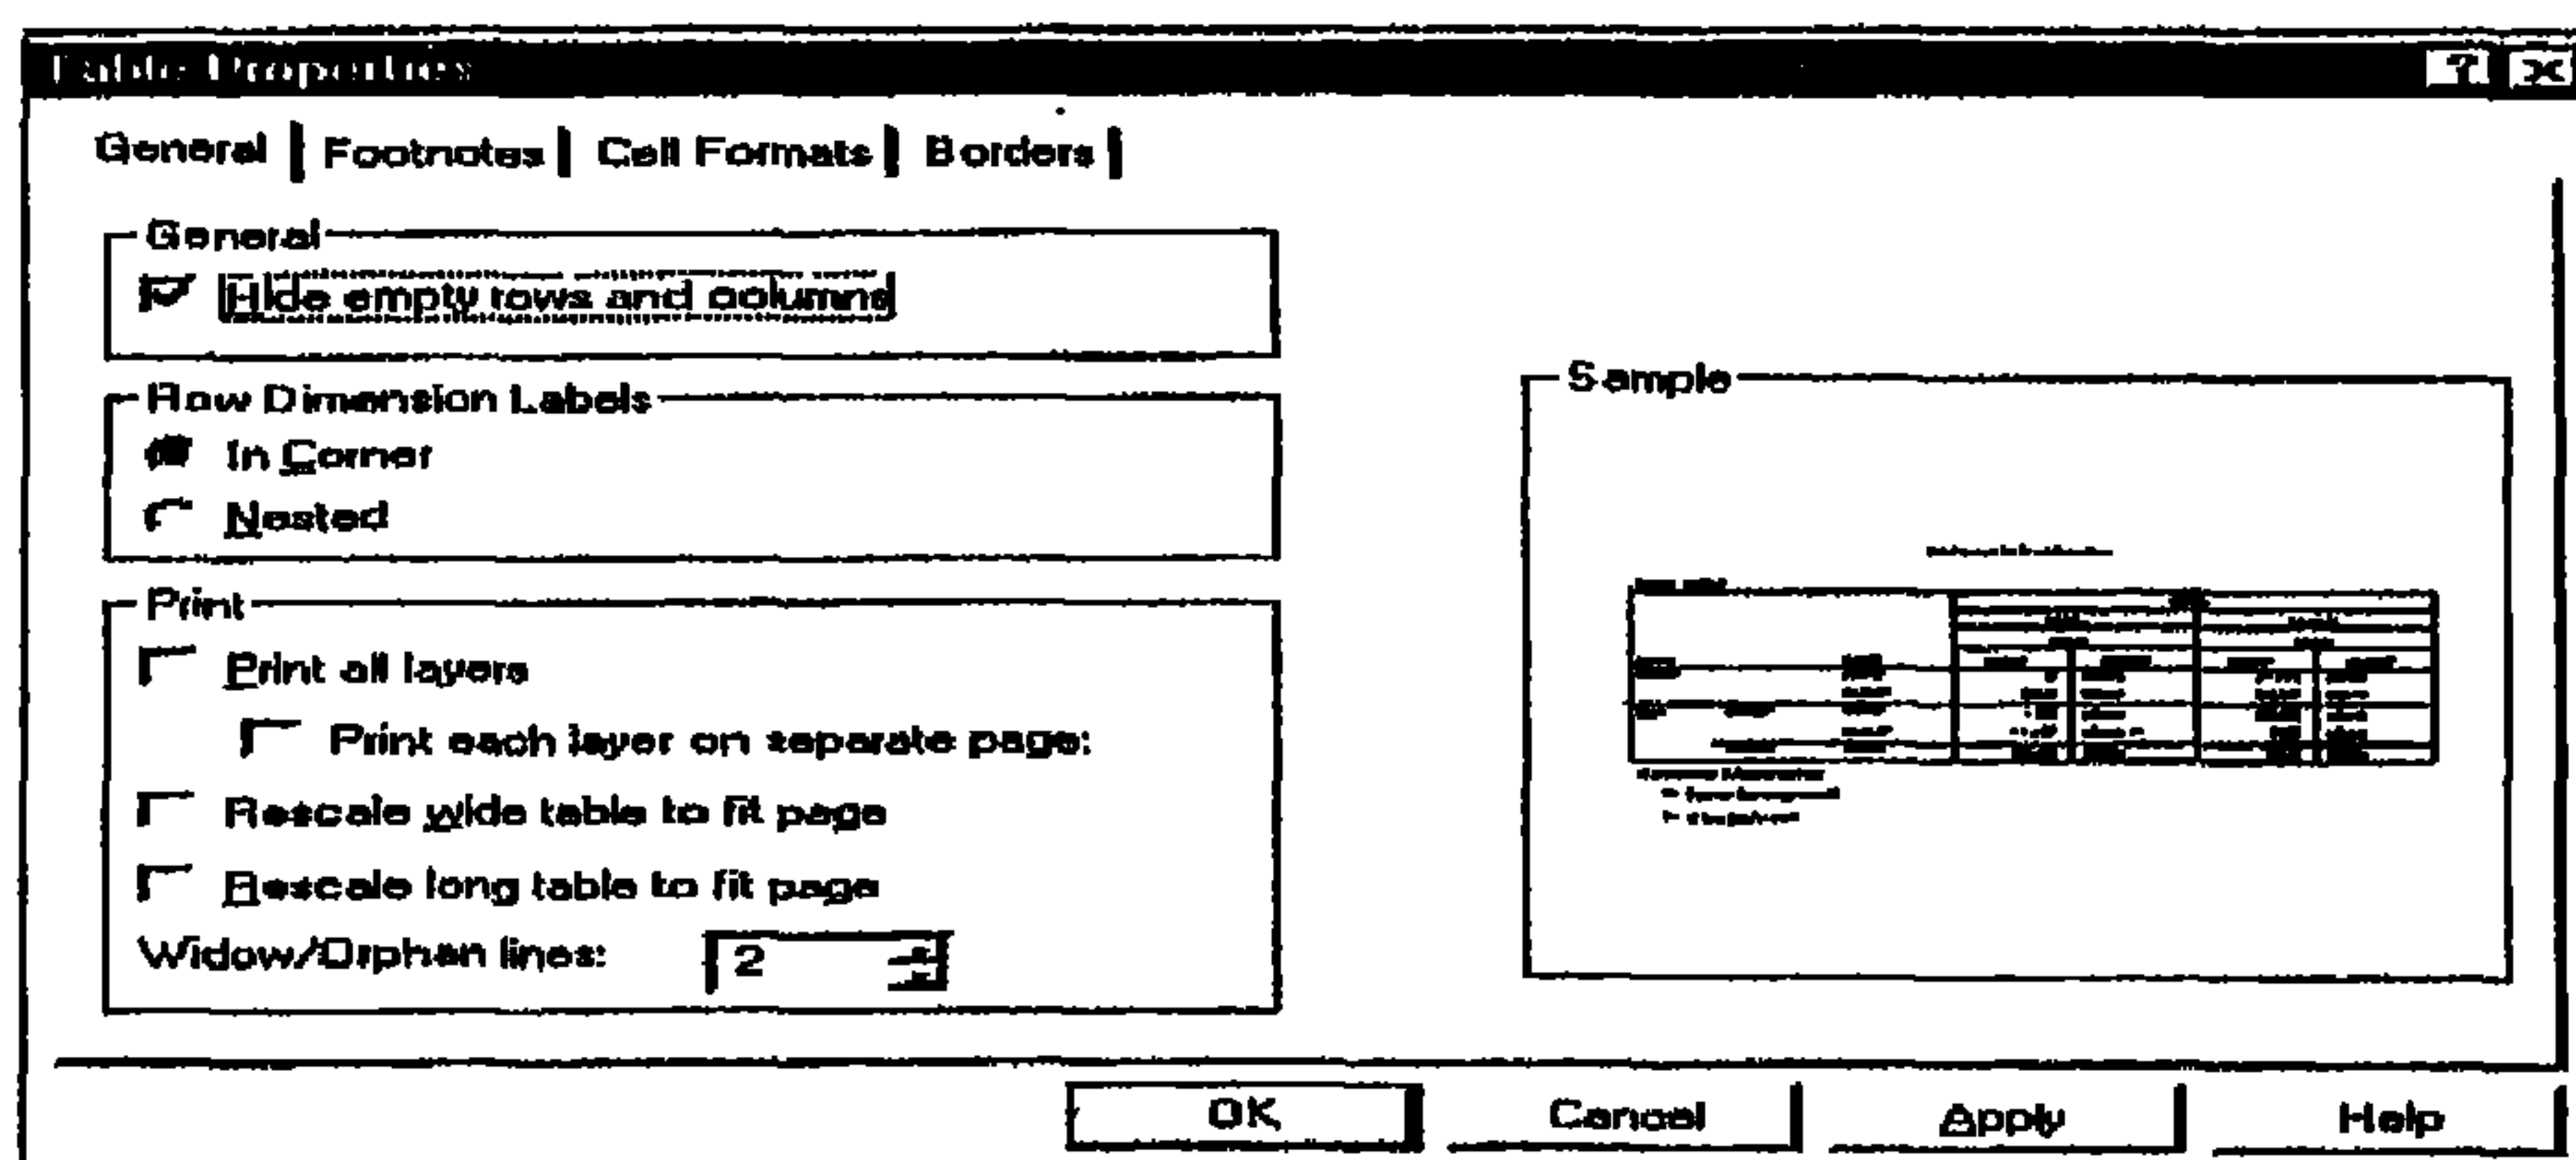 Table Properties
General Footnotes Cell Formats Borders
General
Hide empty rows and columns
Row Dimension Labels
In Corner
Nested
Print
Print all layers
Print each layer on separate page:
Rescale wide table to fit page
Rescale long table to fit page
Widow/Orphan lines: 2
Sample
OK Cancel Apply Help